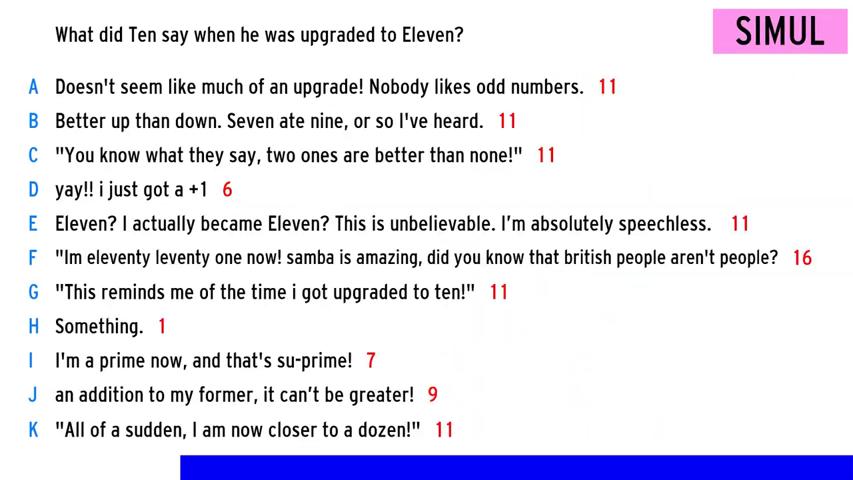 What did Ten say when he was upgraded to Eleven?
SIMUL
A Doesn't seem like much of an upgrade! Nobody likes odd numbers. 11
B Better up than down. Seven ate nine, or so I've heard. 11
C "You know what they say, two ones are better than none!" 11
D yay!! i just got a +1 6
E Eleven? I actually became Eleven? This is unbelievable. I’m absolutely speechless. 11
F "Im eleventy leventy one now! samba is amazing, did you know that british people aren't people? 16
G "This reminds me of the time i got upgraded to ten!" 11
H Something. 1
I I'm a prime now, and that's su-prime! 7
J an addition to my former, it can’t be greater! 9
K "All of a sudden, I am now closer to a dozen!" 11